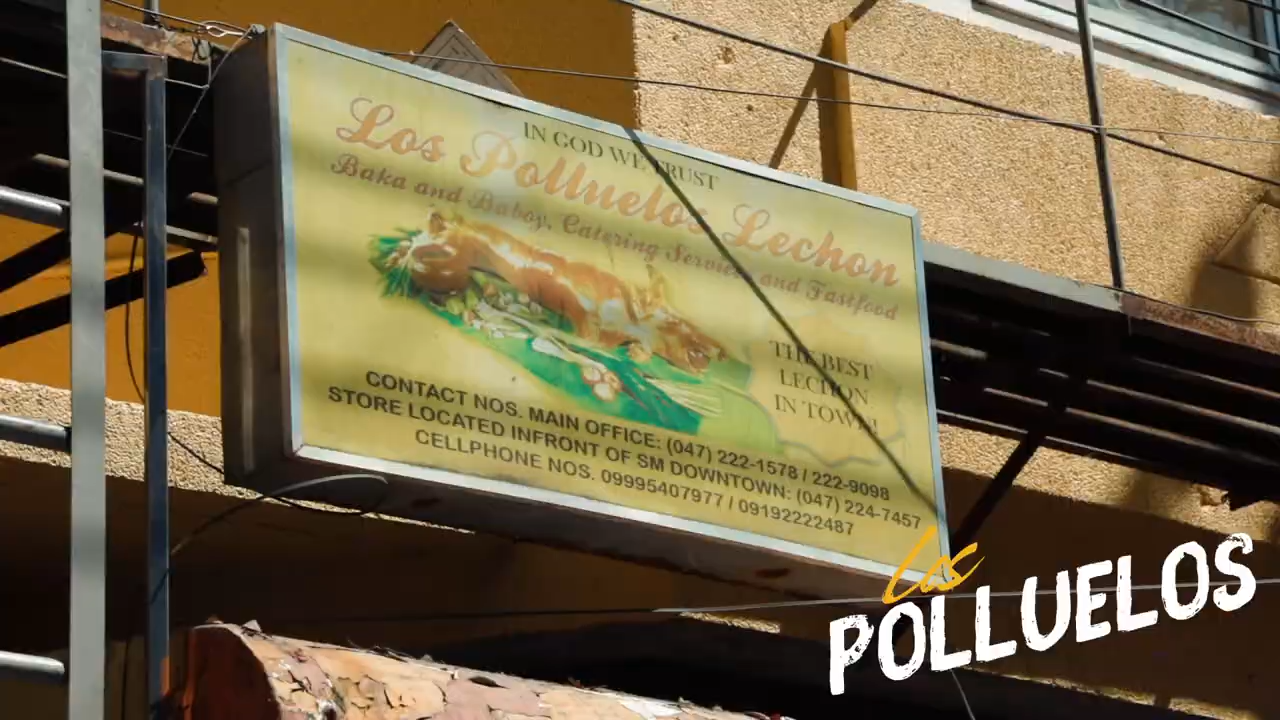 IN GOD WE TRUST
Los Polluelos Lechon
Baka and Baboy, Catering Services and Fastfood
THE BEST
LECHON
IN TOWN!
CONTACT NOS. MAIN OFFICE: (047) 222-1578 / 222-9098
STORE LOCATED INFRONT OF SM DOWNTOWN: (047) 224-7457
CELLPHONE NOS. 09995407977 / 09192222487
los
POLLUELOS